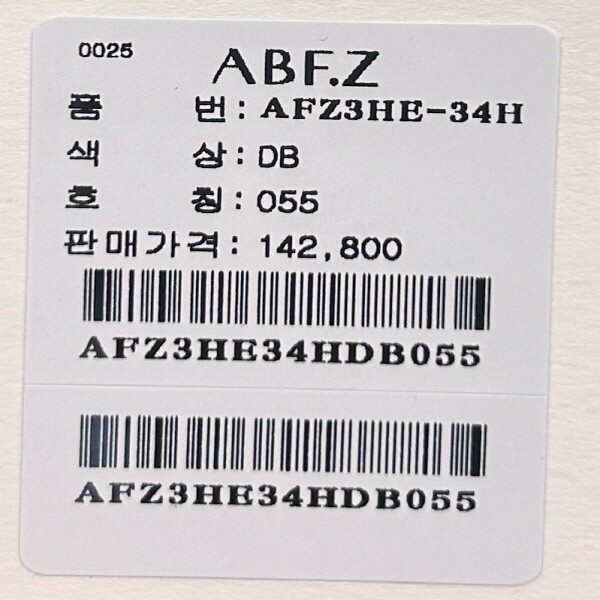 0025
ABF.Z
품 번: AFZ3HE-34H
색 상: DB
호 칭: 055
판매가격: 142,800
AFZ3HE34HDB055
AFZ3HE34HDB055